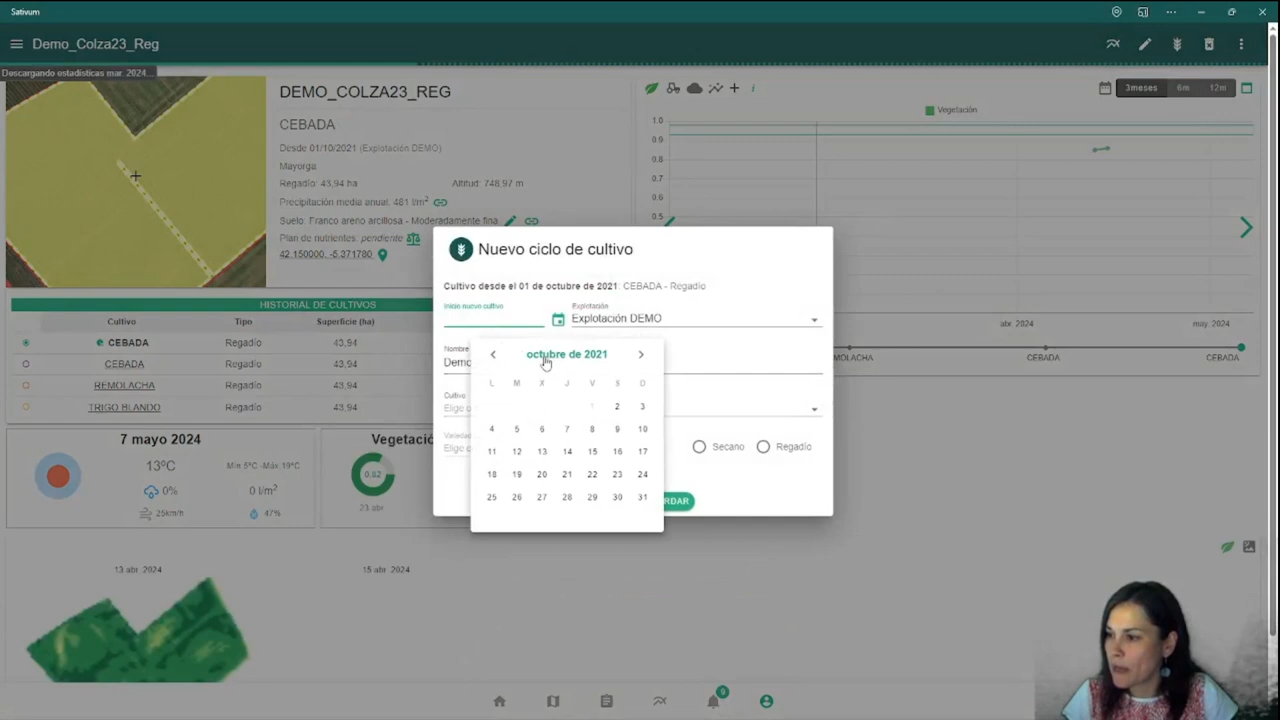 Sativum
Demo_Colza23_Reg
Descargando estadísticas mar. 2024...
DEMO_COLZA23_REG
CEBADA
Desde 01/10/2021 (Explotación DEMO)
Mayorga
Regadío: 43,94 ha
Altitud: 748,97 m
Precipitación media anual: 481 l/m²
Suelo: Franco areno arcillosa - Moderadamente fina
Plan de nutrientes: pendiente
42.150000, -5.371780
HISTORIAL DE CULTIVOS
Cultivo Tipo Superficie (ha)
CEBADA Regadío 43,94
CEBADA Regadío 43,94
REMOLACHA Regadío 43,94
TRIGO BLANDO Regadío 43,94
7 mayo 2024
13ºC
Mín:5°C -Máx:19°C
0%
0 l/m²
25km/h
47%
Vegetació
0.82
23 abr
3meses 6m 12m
Vegetación
1.0
0.9
0.8
0.7
0.6
0.5
abr. 2024
may. 2024
MOLACHA
CEBADA
CEBADA
Nuevo ciclo de cultivo
Cultivo desde el 01 de octubre de 2021: CEBADA - Regadío
Inicio nuevo cultivo
Explotación
Explotación DEMO
Nombre
Demo
octubre de 2021
L M X J V S D
1 2 3
4 5 6 7 8 9 10
11 12 13 14 15 16 17
18 19 20 21 22 23 24
25 26 27 28 29 30 31
Cultivo
Elige o
Variedad
Elige o
Secano
Regadío
RDAR
13 abr. 2024
15 abr. 2024
9